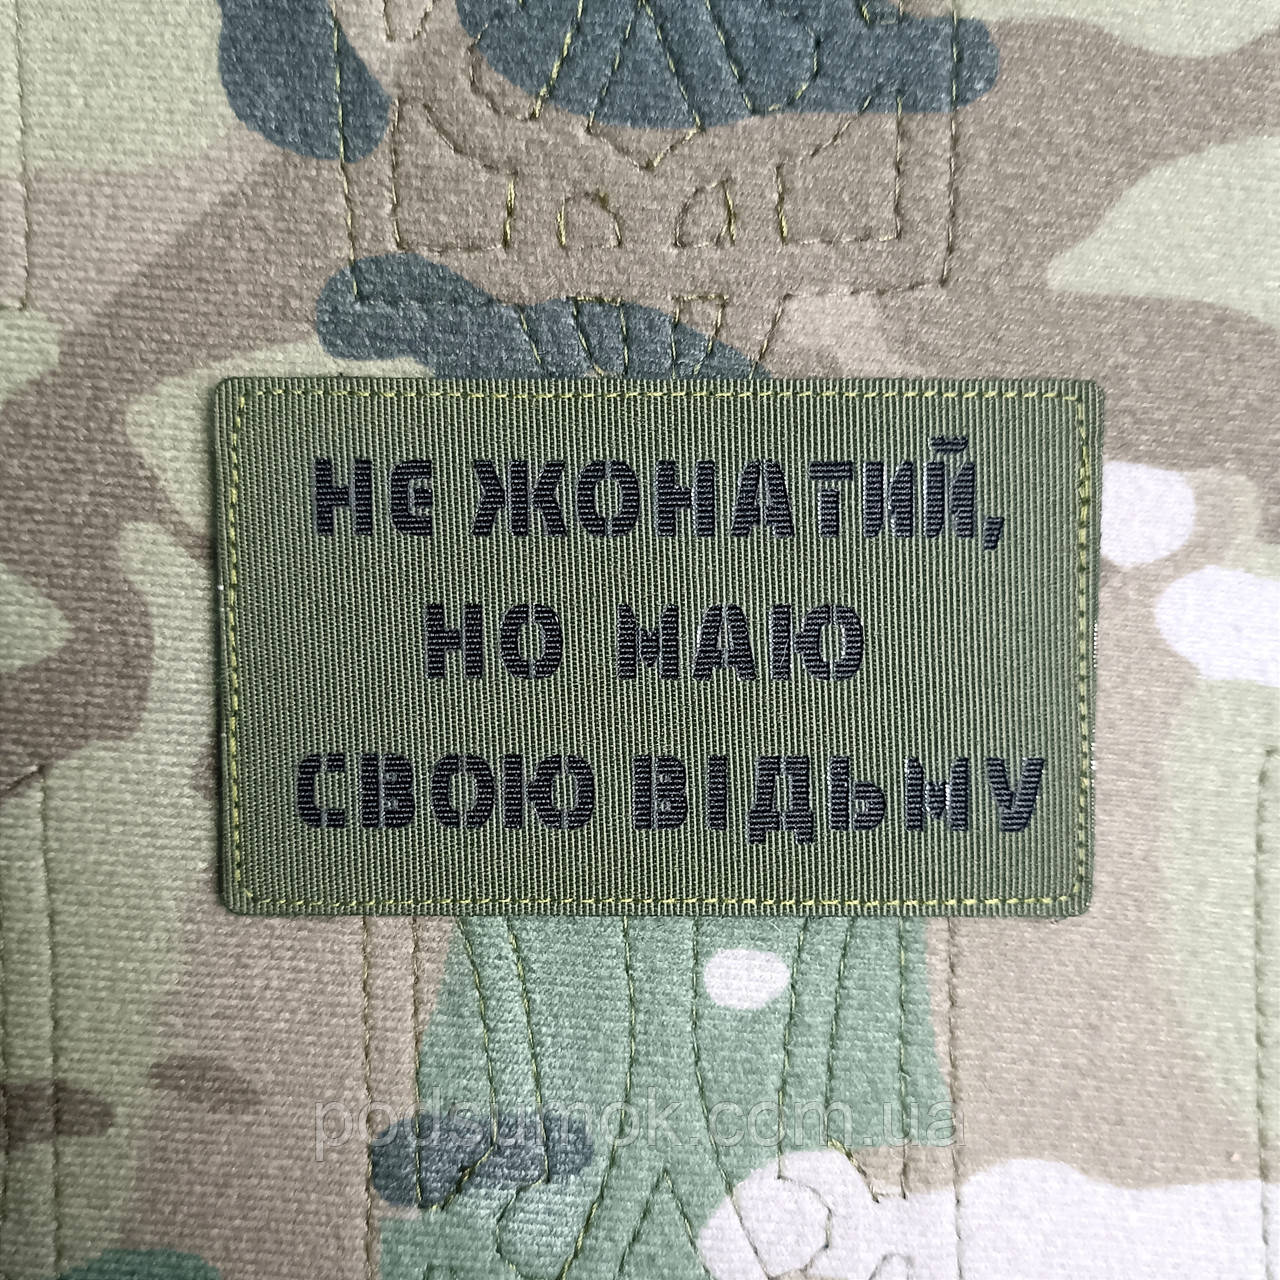 НЕ ЖОНАТИЙ,
НО МАЮ
СВОЮ ВІДЬМУ
podsumok.com.ua